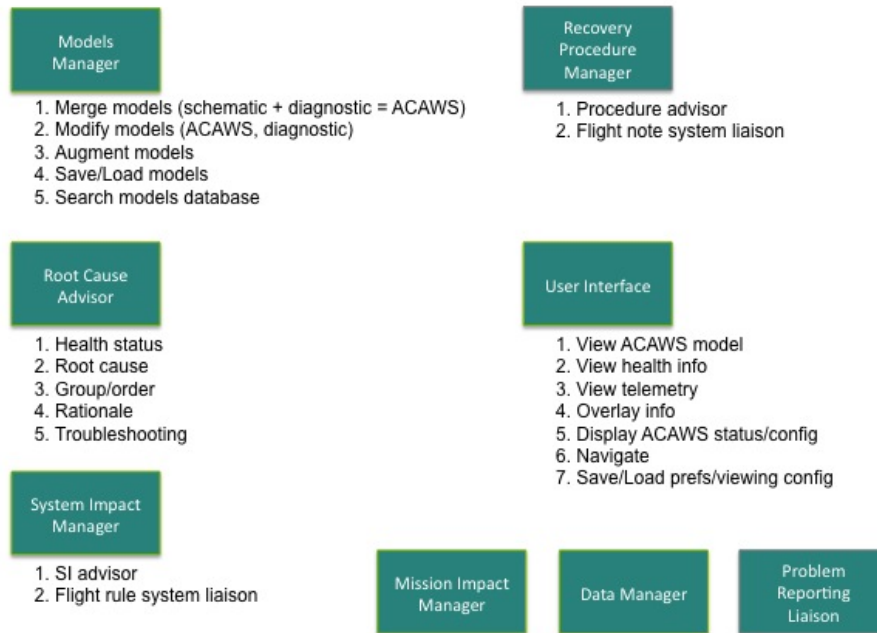 Models
Manager
1. Merge models (schematic + diagnostic = ACAWS)
2. Modify models (ACAWS, diagnostic)
3. Augment models
4. Save/Load models
5. Search models database
Recovery
Procedure
Manager
1. Procedure advisor
2. Flight note system liaison
Root Cause
Advisor
1. Health status
2. Root cause
3. Group/order
4. Rationale
5. Troubleshooting
User Interface
1. View ACAWS model
2. View health info
3. View telemetry
4. Overlay info
5. Display ACAWS status/config
6. Navigate
7. Save/Load prefs/viewing config
System Impact
Manager
1. SI advisor
2. Flight rule system liaison
Mission Impact
Manager
Data Manager
Problem
Reporting
Liaison